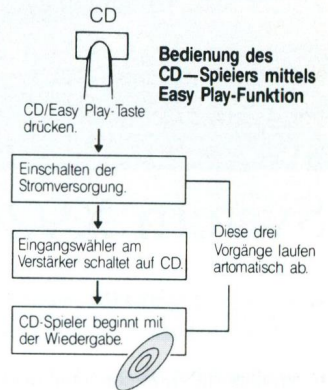 CD
Bedienung des
CD—Spieiers mittels
Easy Play-Funktion
CD/Easy Play-Taste
drücken.
Einschalten der
Stromversorgung.
Eingangswähler am
Verstärker schaltet auf CD.
Diese drei
Vorgänge laufen
artomatisch ab.
CD-Spieler beginnt mit
der Wiedergabe.